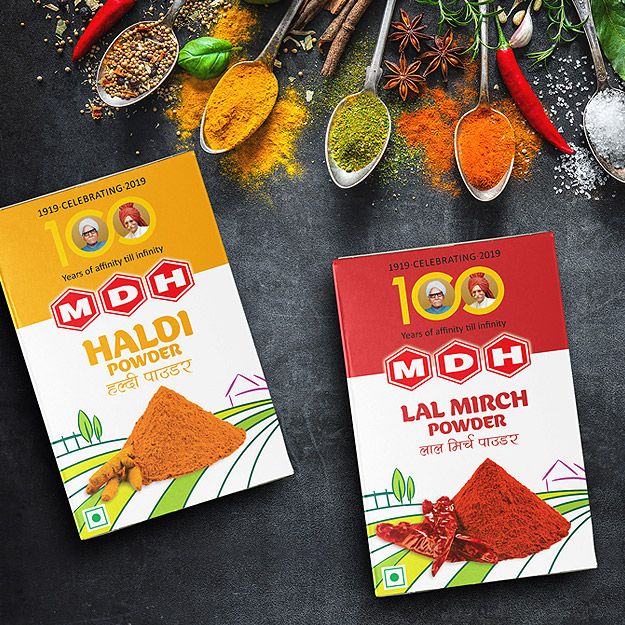 1919·CELEBRATING·2019
100
Years of affinity till infinity
MDH
HALDI
POWDER
हल्दी पाउडर
1919·CELEBRATING·2019
100
Years of affinity till infinity
MDH
LAL MIRCH
POWDER
लाल मिर्च पाउडर